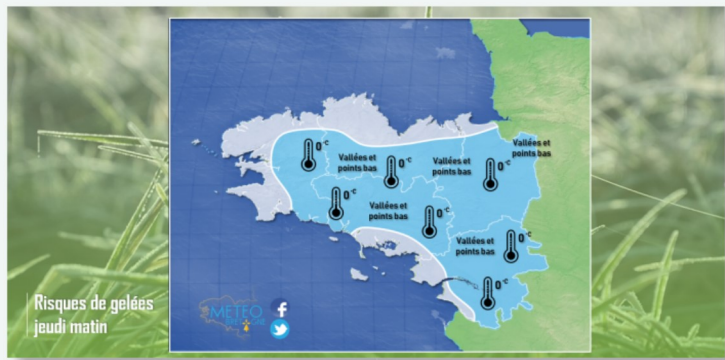 Vallées et
points bas
0°C
Vallées et
points bas
0°C
Vallées et
points bas
0°C
0°C
Vallées et
points bas
0°C
Vallées et
points bas
0°C
0°C
Risques de gelées
jeudi matin
METEO